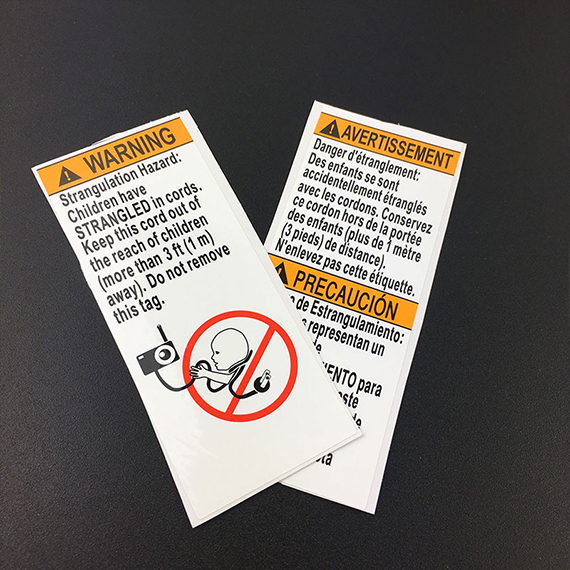 WARNING
Strangulation Hazard:
Children have
STRANGLED in cords.
Keep this cord out of
the reach of children
(more than 3 ft (1 m)
away). Do not remove
this tag.
AVERTISSEMENT
Danger d'étranglement:
Des enfants se sont
accidentellement étranglés
avec les cordons. Conservez
ce cordon hors de la portée
des enfants (plus de 1 mètre
(3 pieds) de distance).
N'enlevez pas cette étiquette.
PRECAUCIÓN
de Estrangulamiento:
representan un
para